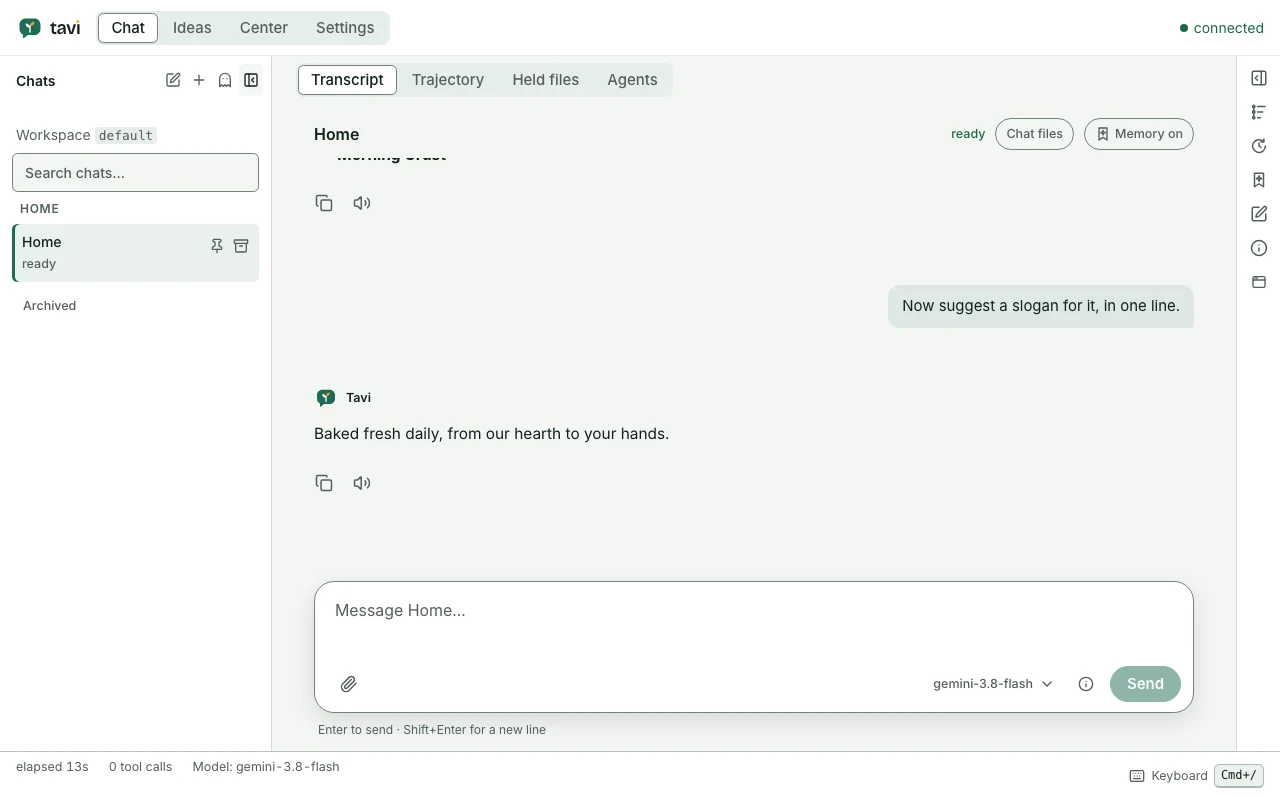 tavi
Chat Ideas Center Settings
connected
Chats
Workspace default
Search chats...
HOME
Home
ready
Archived
Transcript Trajectory Held files Agents
Home
ready Chat files Memory on
Morning Crust
Now suggest a slogan for it, in one line.
Tavi
Baked fresh daily, from our hearth to your hands.
Message Home...
gemini-3.8-flash
Send
Enter to send · Shift+Enter for a new line
elapsed 13s 0 tool calls Model: gemini-3.8-flash
Keyboard Cmd+/